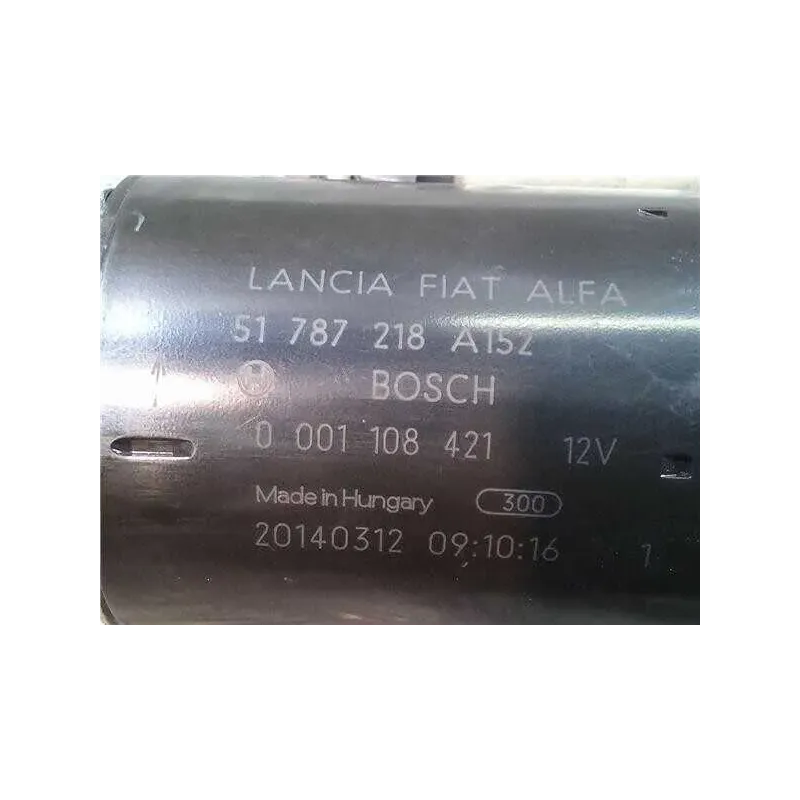 LANCIA FIAT ALFA
51 787 218 A152
BOSCH
0 001 108 421 12V
Made in Hungary 300
20140312 09:10:16 1